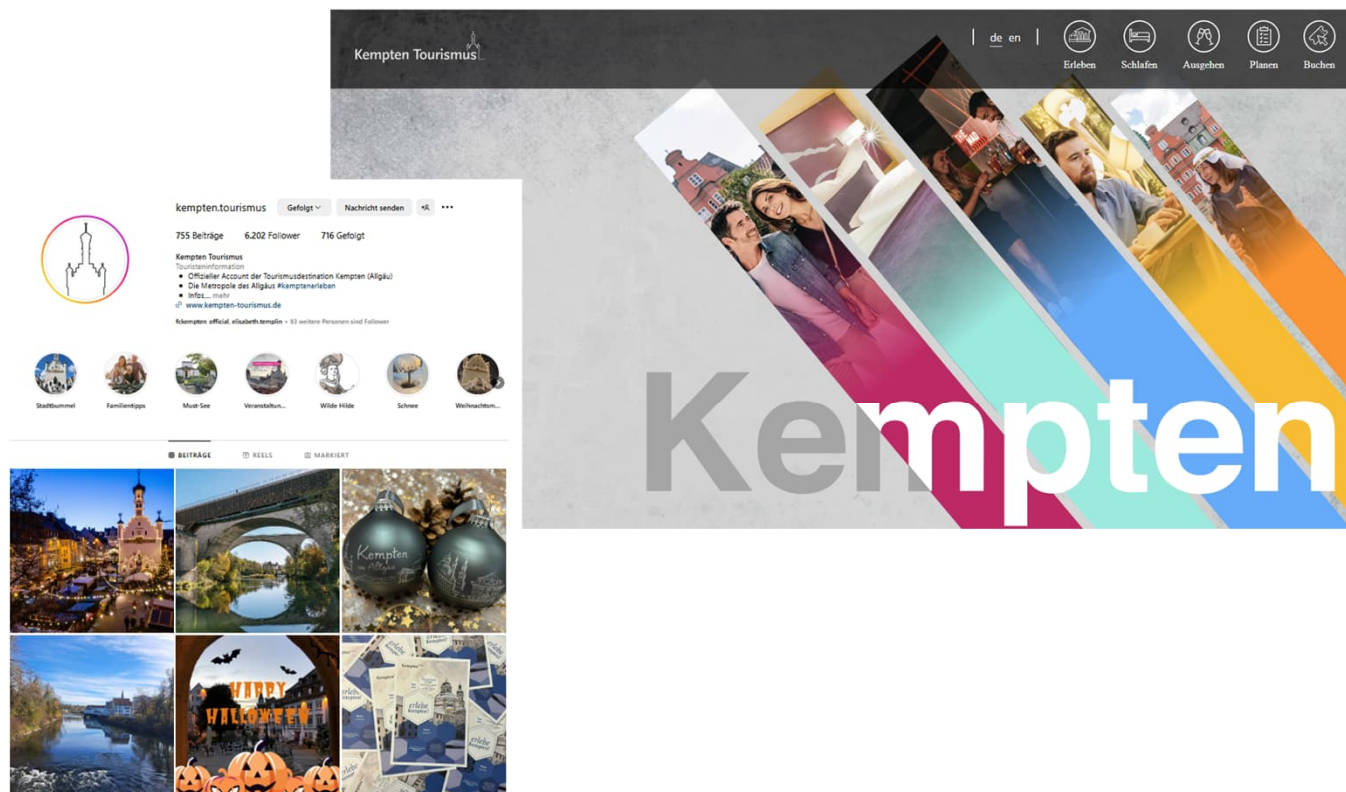 Kempten Tourismus
de en
Erleben
Schlafen
Ausgehen
Planen
Buchen
Kempten
kempten.tourismus
Gefolgt
Nachricht senden
755 Beiträge 6.202 Follower 716 Gefolgt
Kempten Tourismus
Touristeninformation
• Offizieller Account der Tourismusdestination Kempten (Allgäu)
• Die Metropole des Allgäus #kemptenerleben
• Infos.... mehr
www.kempten-tourismus.de
fckempten_official, elisabeth.templin + 93 weitere Personen sind Follower
Stadtbummel
Familientipps
Must-See
Veranstaltun...
Wilde Hilde
Schnee
Weihnachtsm...
BEITRÄGE
REELS
MARKIERT
Kempten
im Allgäu
HAPPY
HALLOWEEN
Kempten
erlebe
Kempten!
erlebe
Kempten!